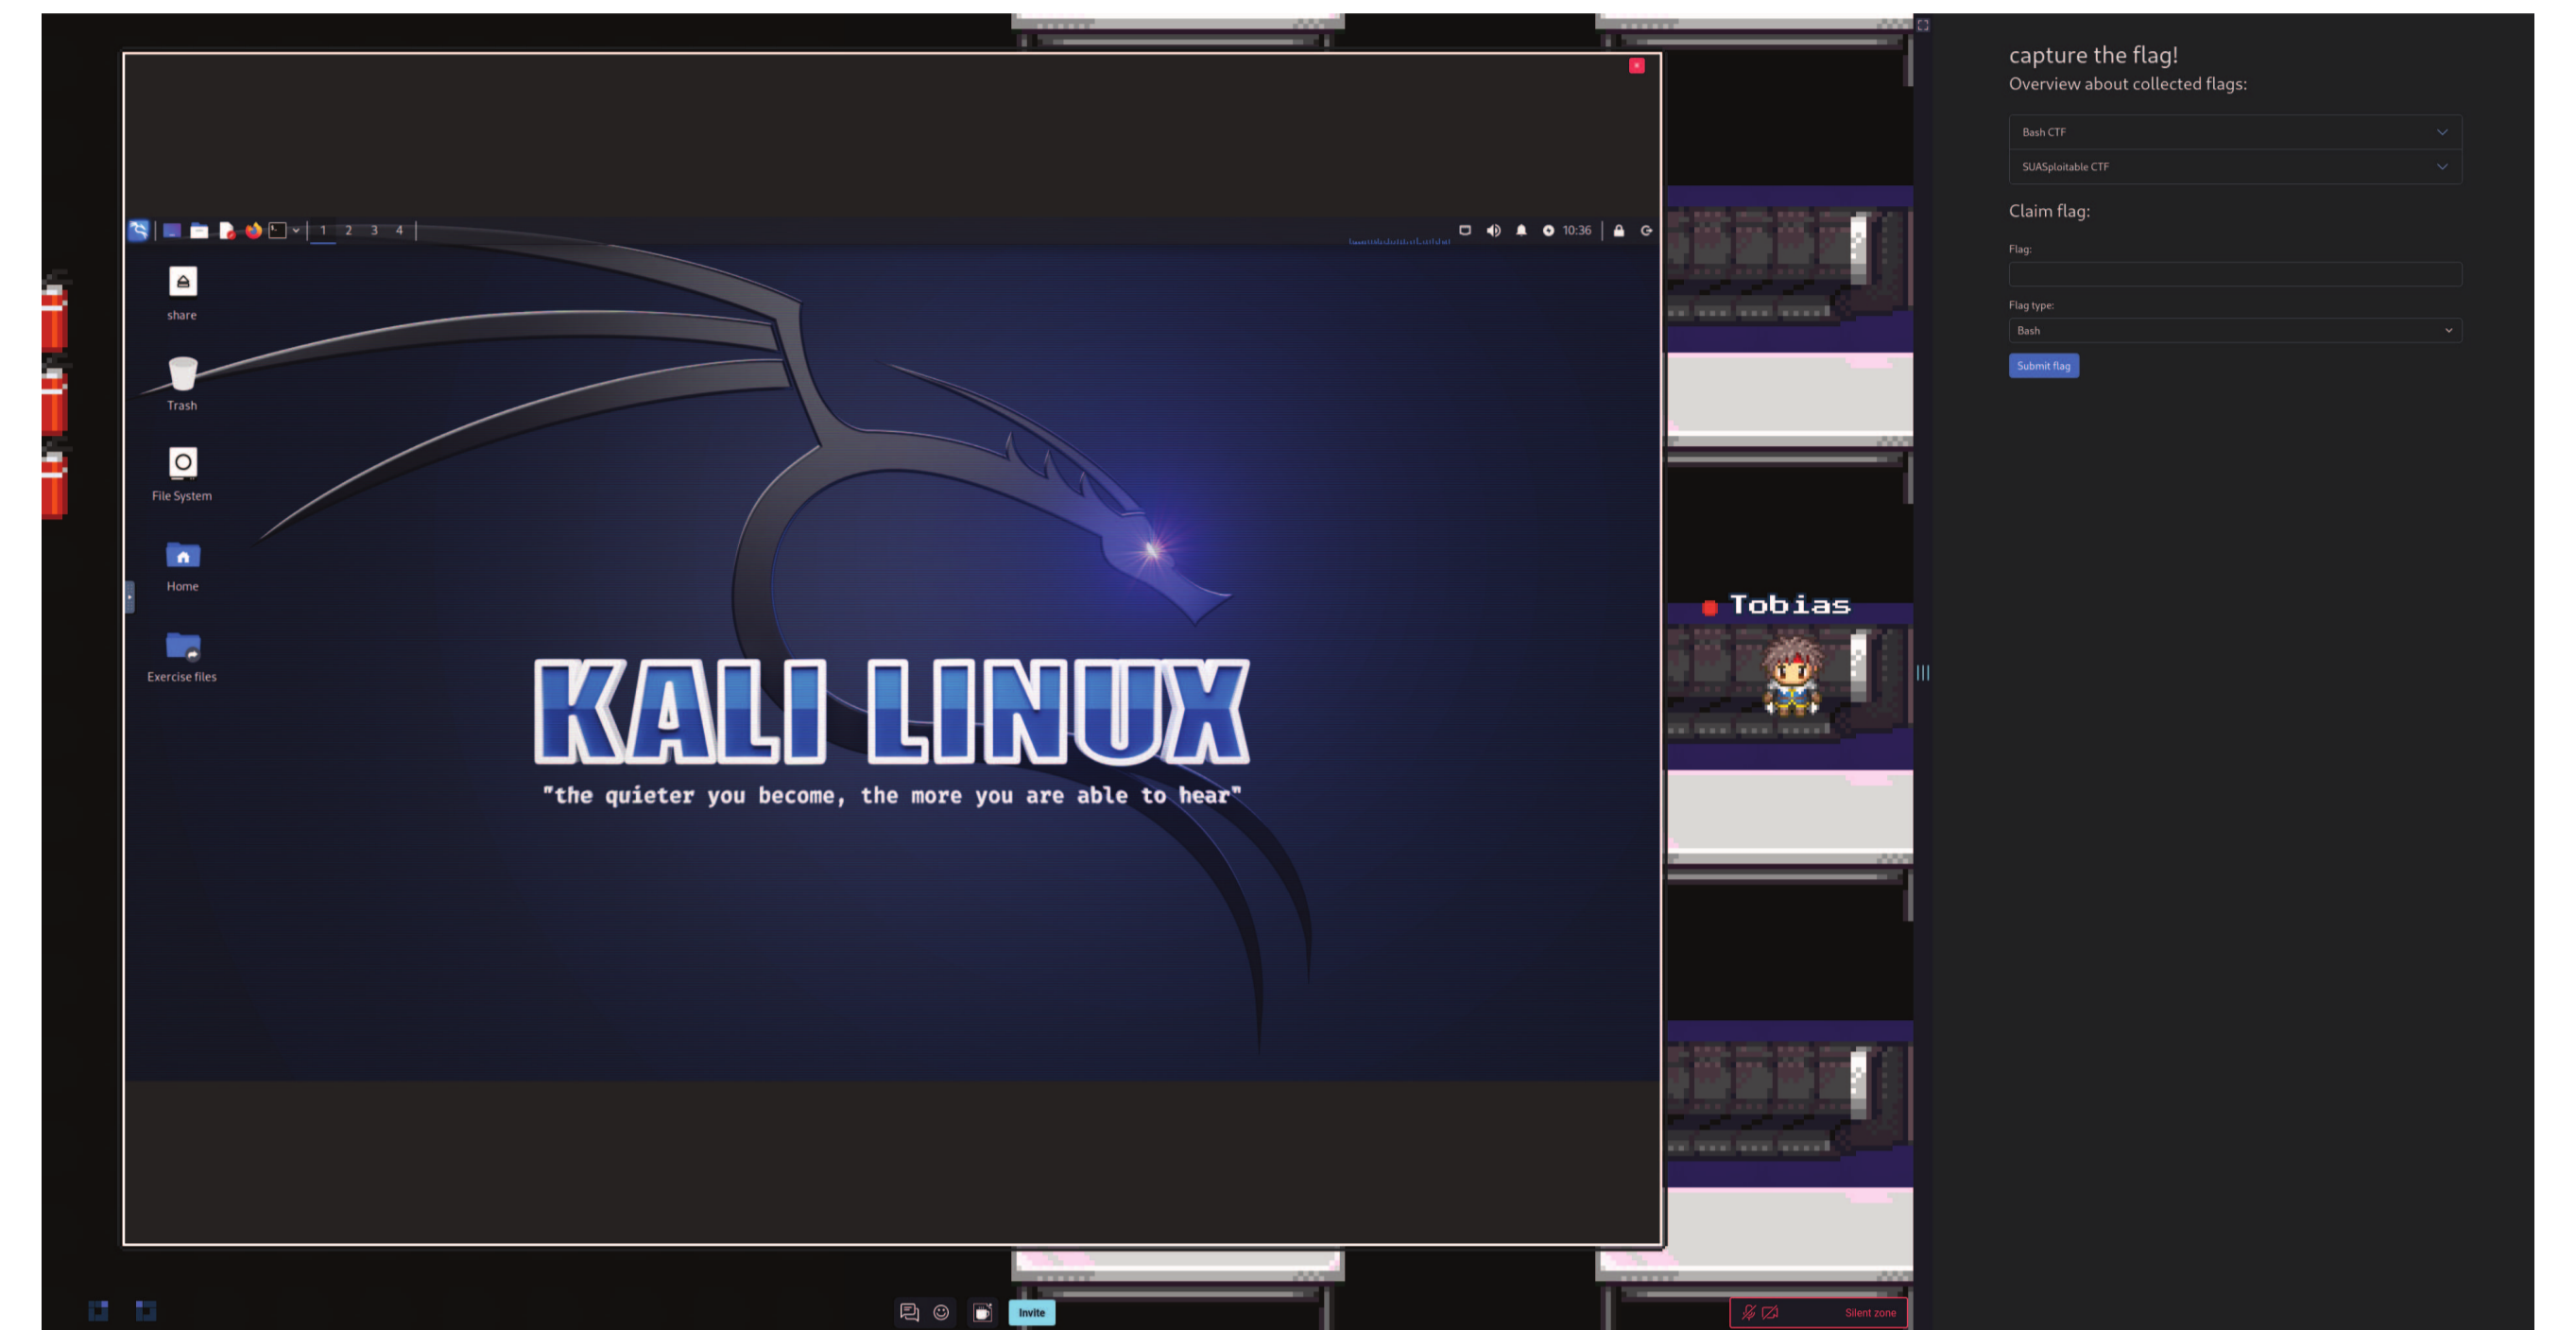 1 2 3 4
10:36
share
Trash
File System
Home
Exercise files
KALI LINUX
"the quieter you become, the more you are able to hear"
Tobias
Invite
Silent zone
capture the flag!
Overview about collected flags:
Bash CTF
SUASploitable CTF
Claim flag:
Flag:
Flag type:
Bash
Submit flag